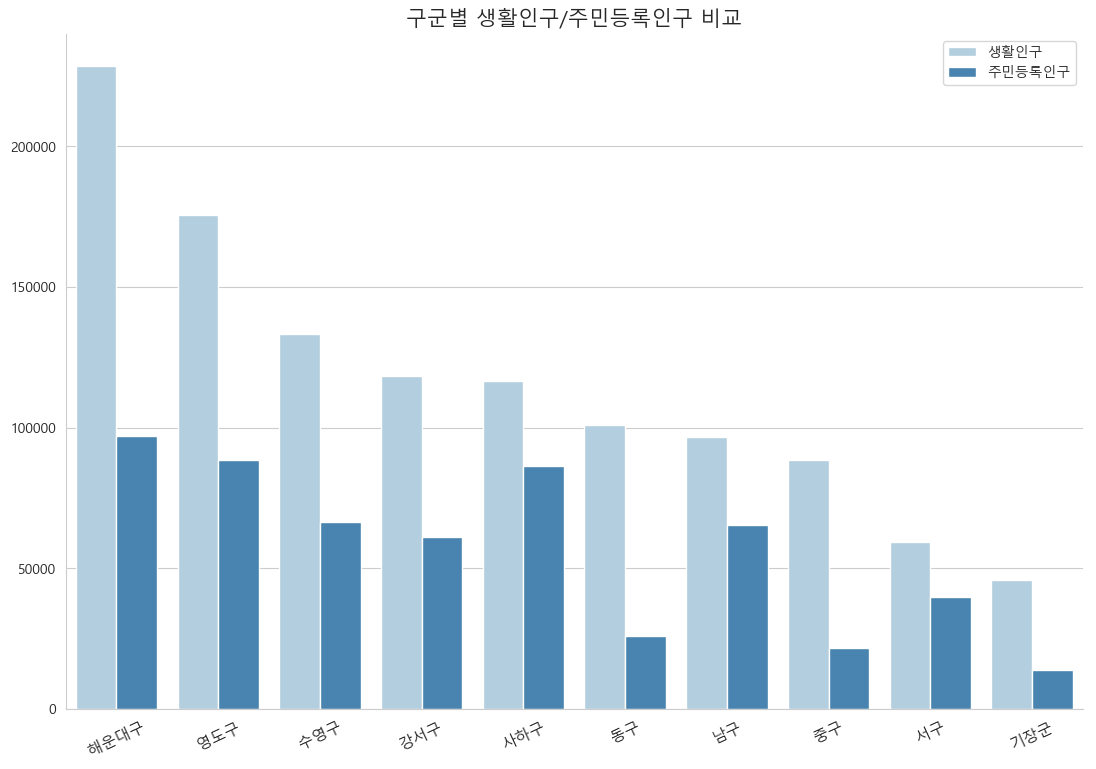 구군별 생활인구/주민등록인구 비교
생활인구
주민등록인구
200000
150000
100000
50000
0
해운대구
영도구
수영구
강서구
사하구
동구
남구
중구
서구
기장군